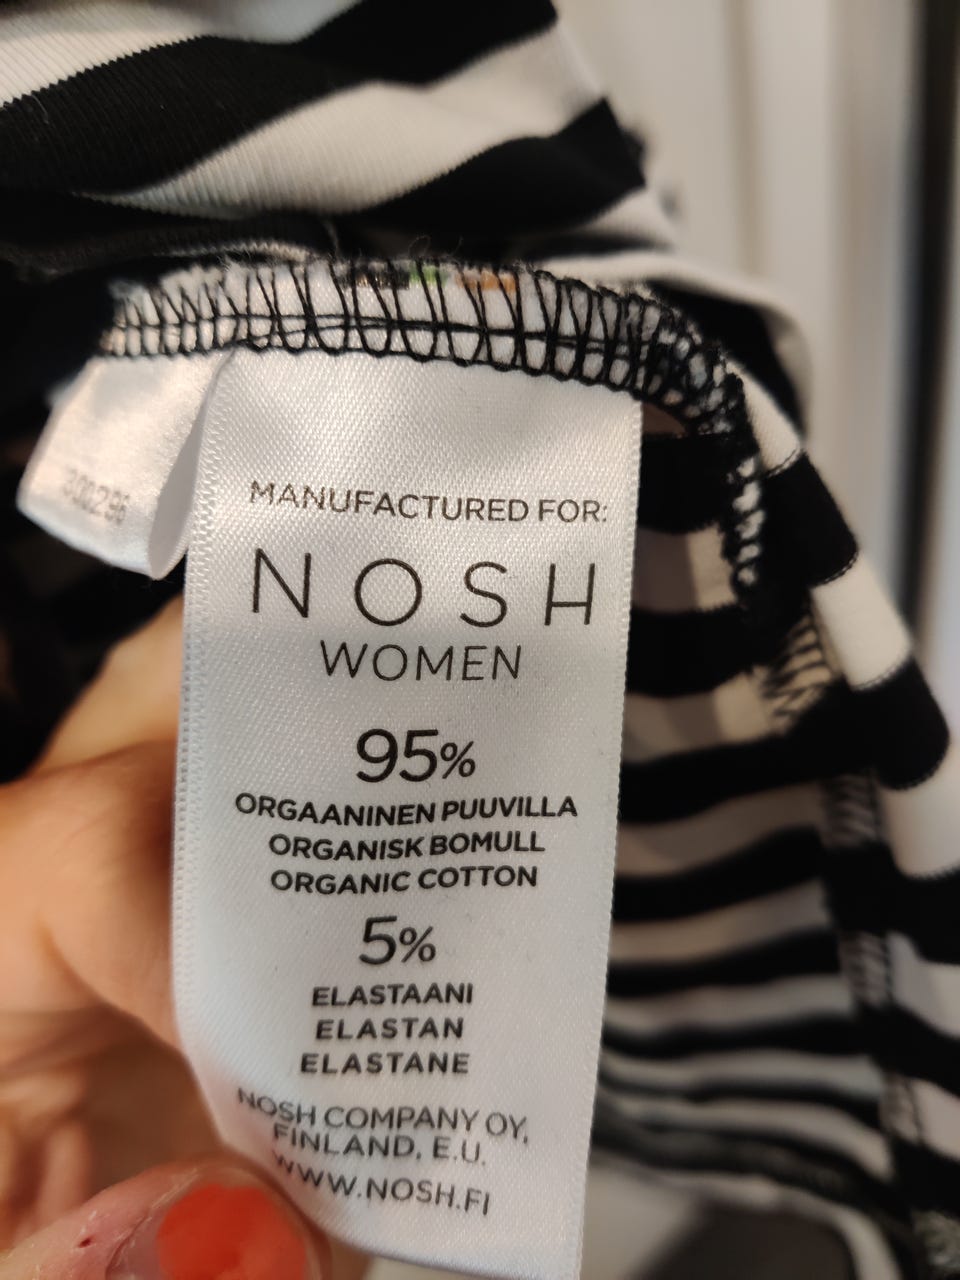 300296
MANUFACTURED FOR:
NOSH
WOMEN
95%
ORGAANINEN PUUVILLA
ORGANISK BOMULL
ORGANIC COTTON
5%
ELASTAANI
ELASTAN
ELASTANE
NOSH COMPANY OY,
FINLAND, E.U.
WWW.NOSH.FI